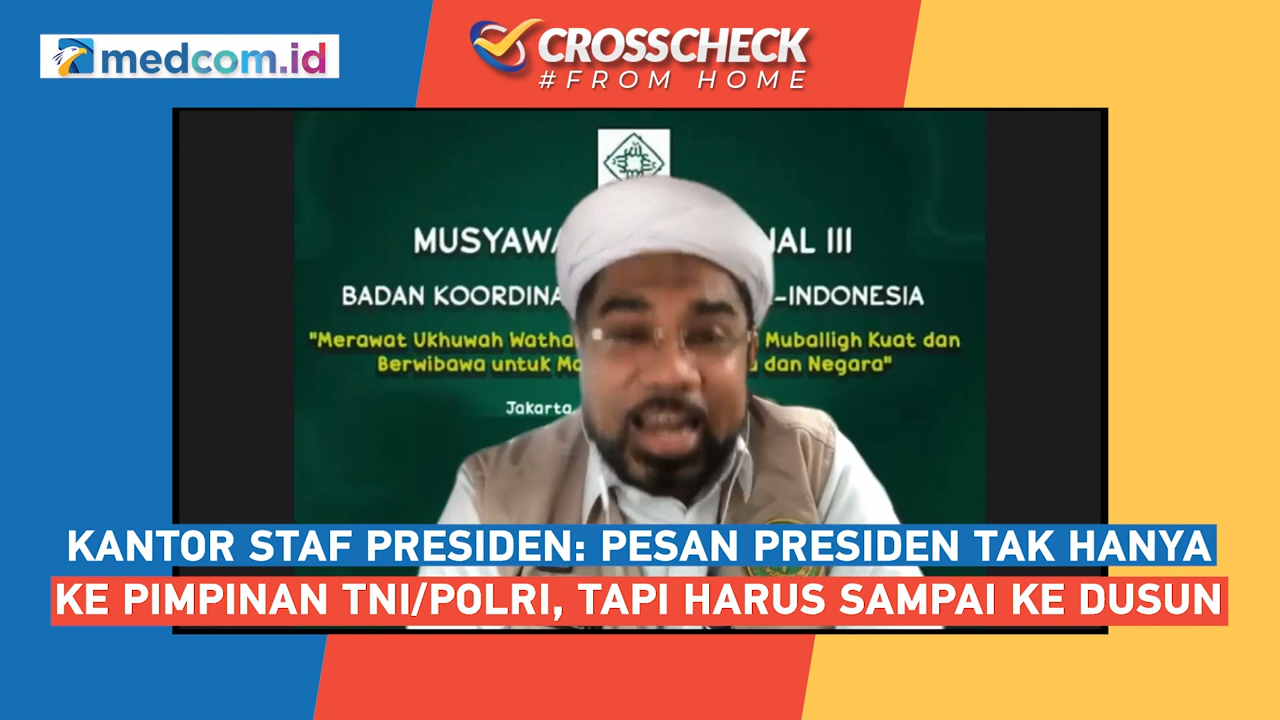 medcom.id
CROSSCHECK
#FROM HOME
MUSYAWA NAL III
BADAN KOORDINA -INDONESIA
"Merawat Ukhuwah Watha Muballigh Kuat dan
Berwibawa untuk Ma dan Negara"
Jakarta
KANTOR STAF PRESIDEN: PESAN PRESIDEN TAK HANYA
KE PIMPINAN TNI/POLRI, TAPI HARUS SAMPAI KE DUSUN